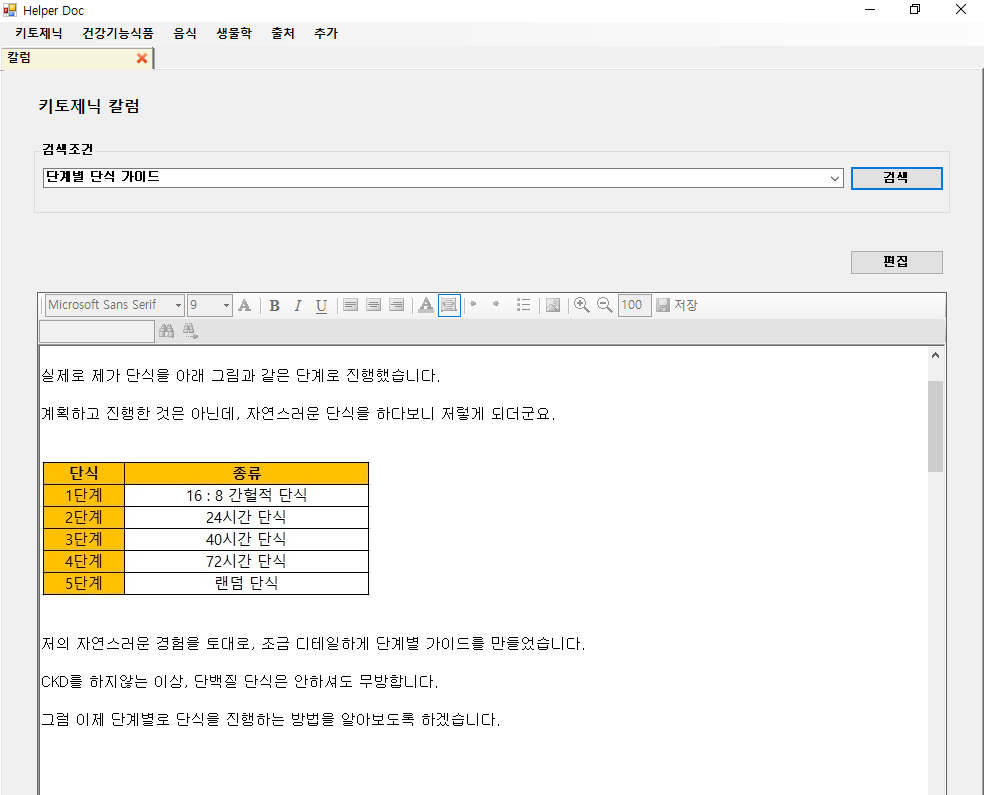 Helper Doc
키토제닉 건강기능식품 음식 생물학 출처 추가
칼럼
키토제닉 칼럼
검색조건
단계별 단식 가이드 검색
편집
Microsoft Sans Serif 9 A B I U A 100 저장
실제로 제가 단식을 아래 그림과 같은 단계로 진행했습니다.
계획하고 진행한 것은 아닌데, 자연스러운 단식을 하다보니 저렇게 되더군요.
단식 종류
1단계 16 : 8 간헐적 단식
2단계 24시간 단식
3단계 40시간 단식
4단계 72시간 단식
5단계 랜덤 단식
저의 자연스러운 경험을 토대로, 조금 디테일하게 단계별 가이드를 만들었습니다.
CKD를 하지않는 이상, 단백질 단식은 안하셔도 무방합니다.
그럼 이제 단계별로 단식을 진행하는 방법을 알아보도록 하겠습니다.